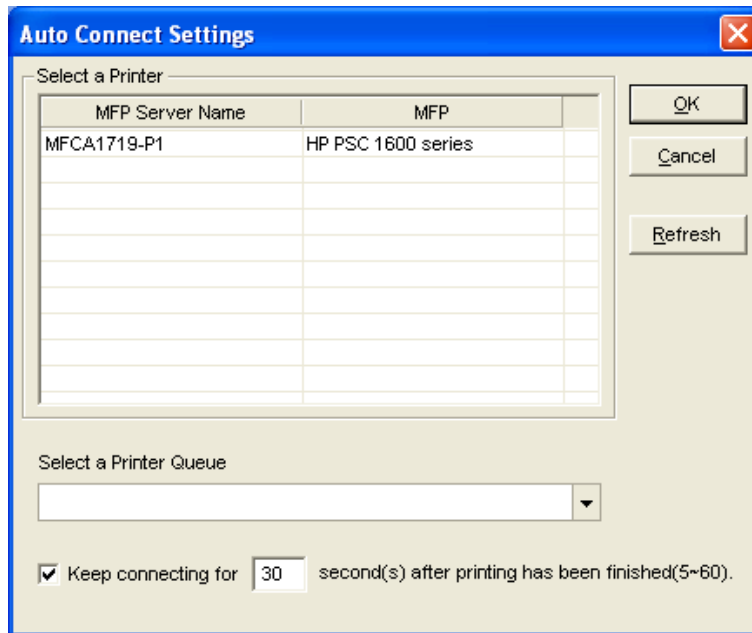 Auto Connect Settings
Select a Printer
MFP Server Name MFP
MFCA1719-P1 HP PSC 1600 series
OK
Cancel
Refresh
Select a Printer Queue
Keep connecting for 30 second(s) after printing has been finished(5~60).